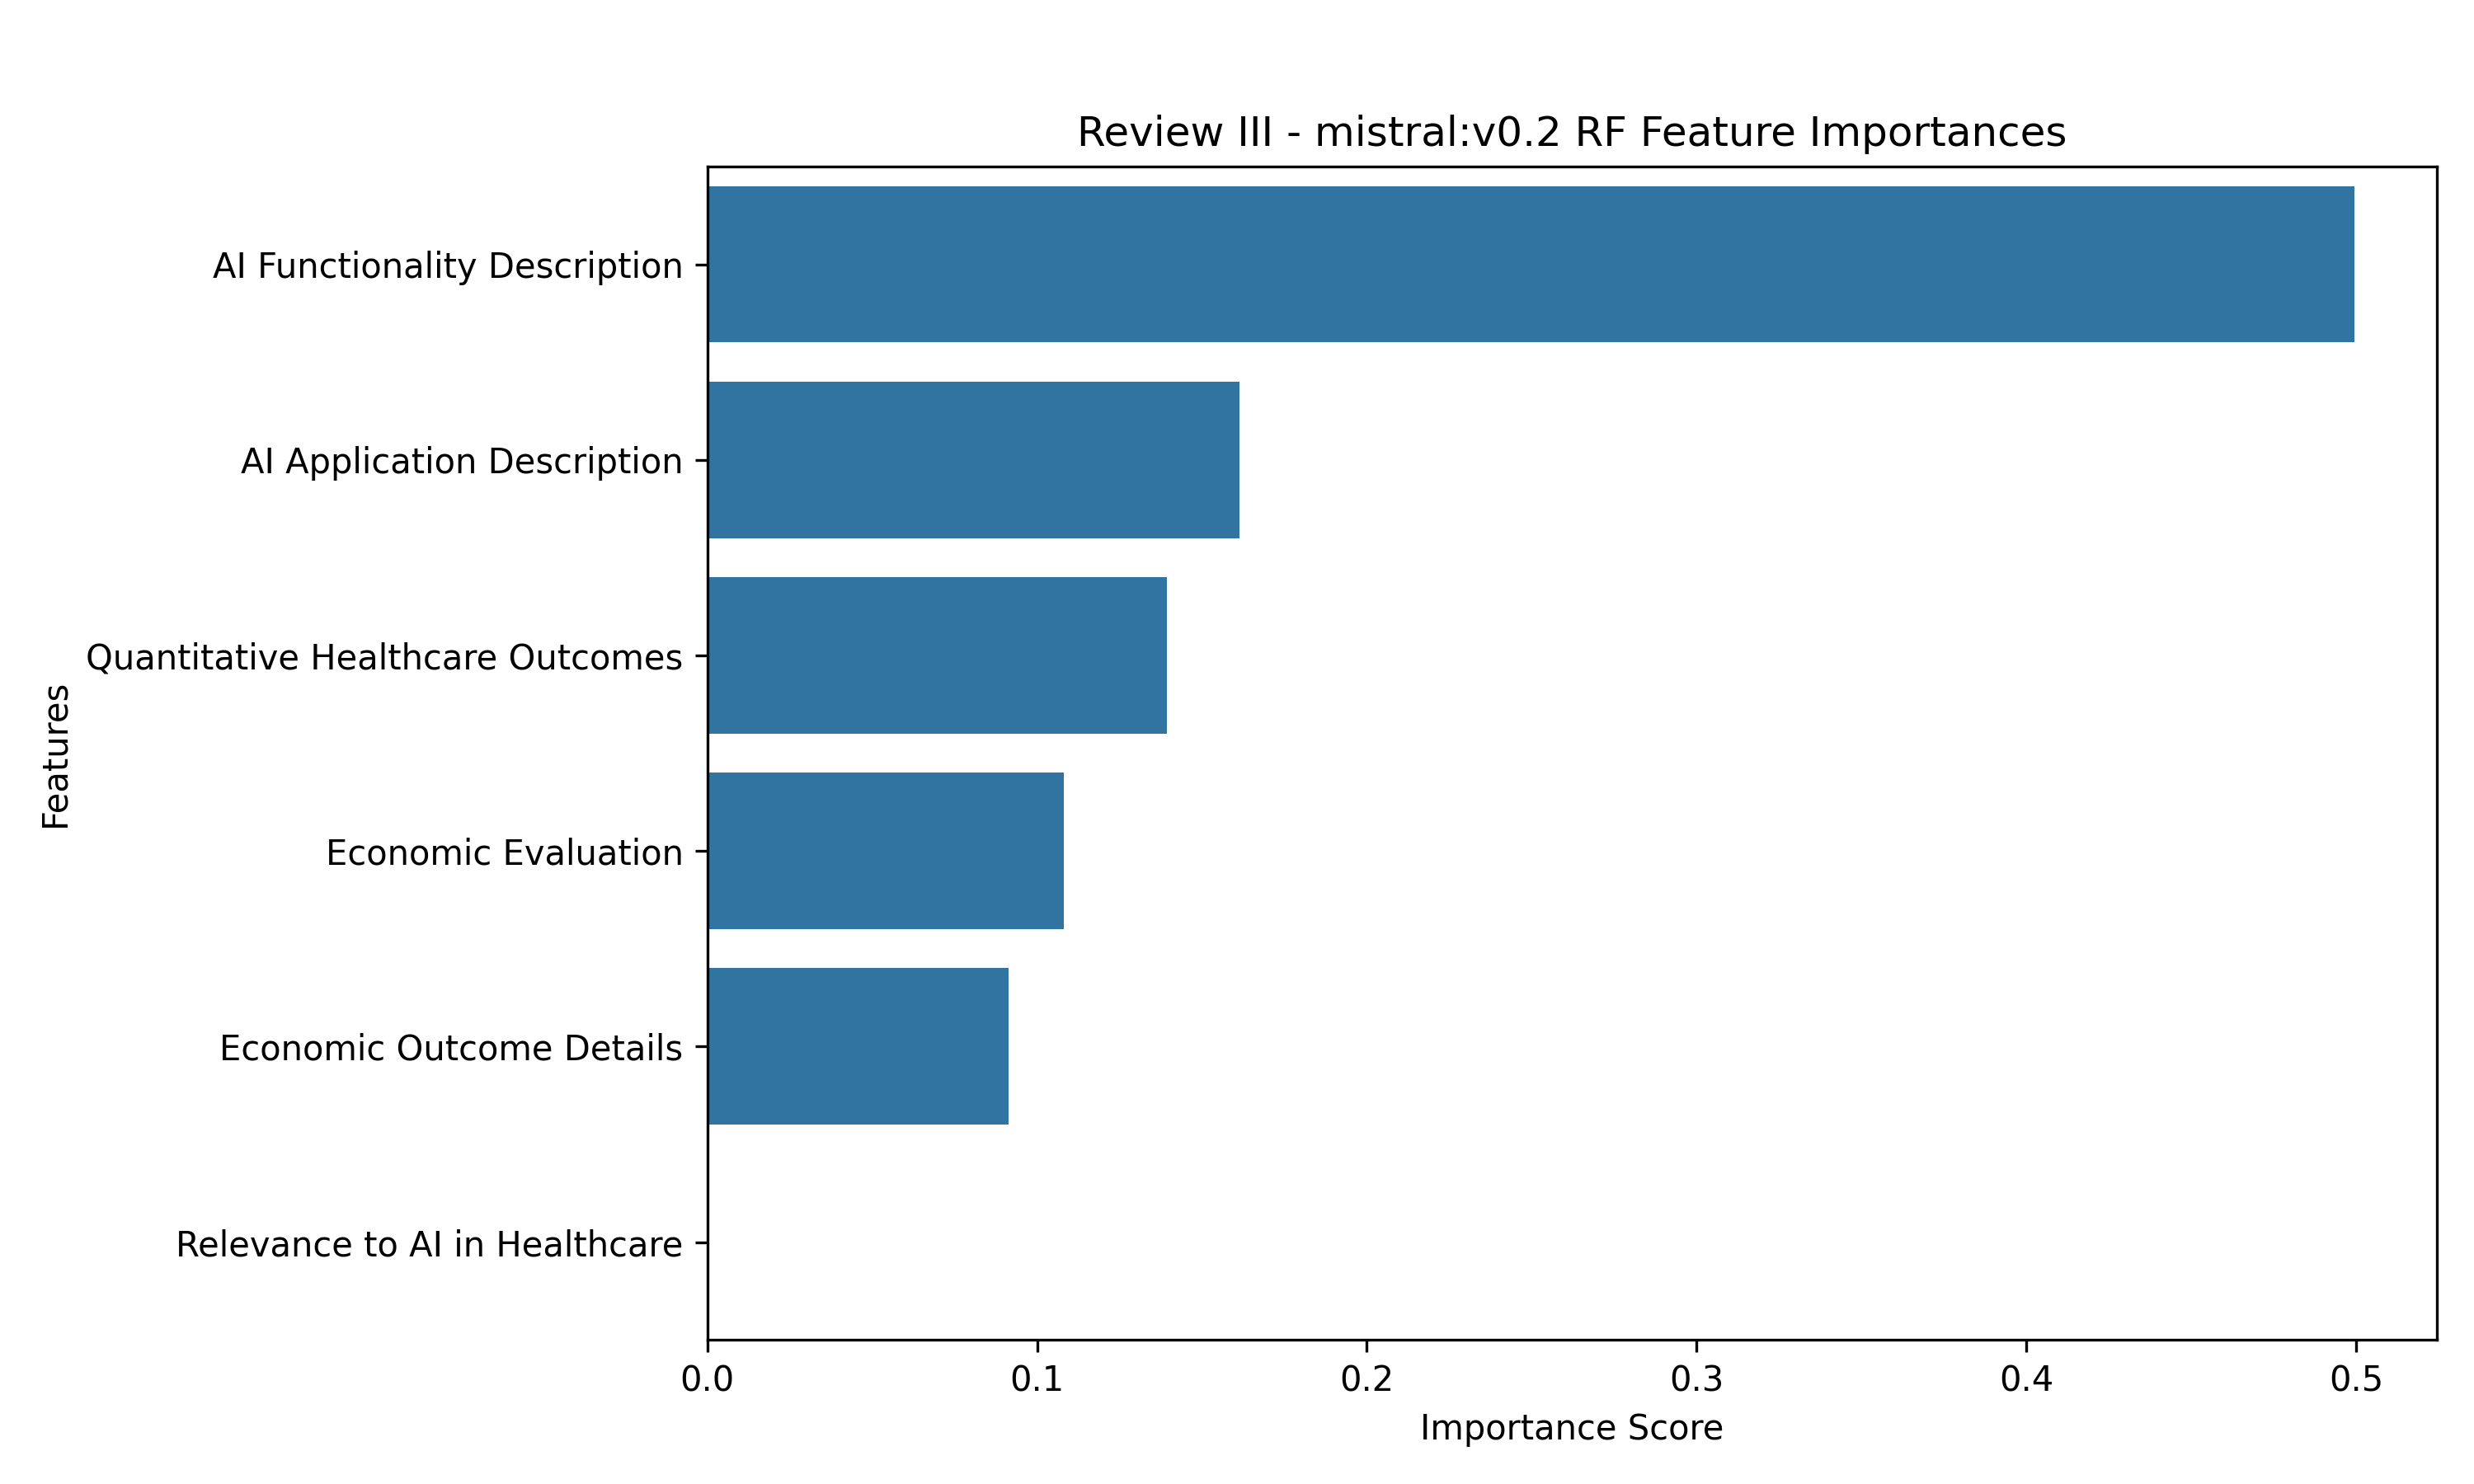 Review III - mistral:v0.2 RF Feature Importances
AI Functionality Description
AI Application Description
Quantitative Healthcare Outcomes
Economic Evaluation
Economic Outcome Details
Relevance to AI in Healthcare
Features
0.0 0.1 0.2 0.3 0.4 0.5
Importance Score